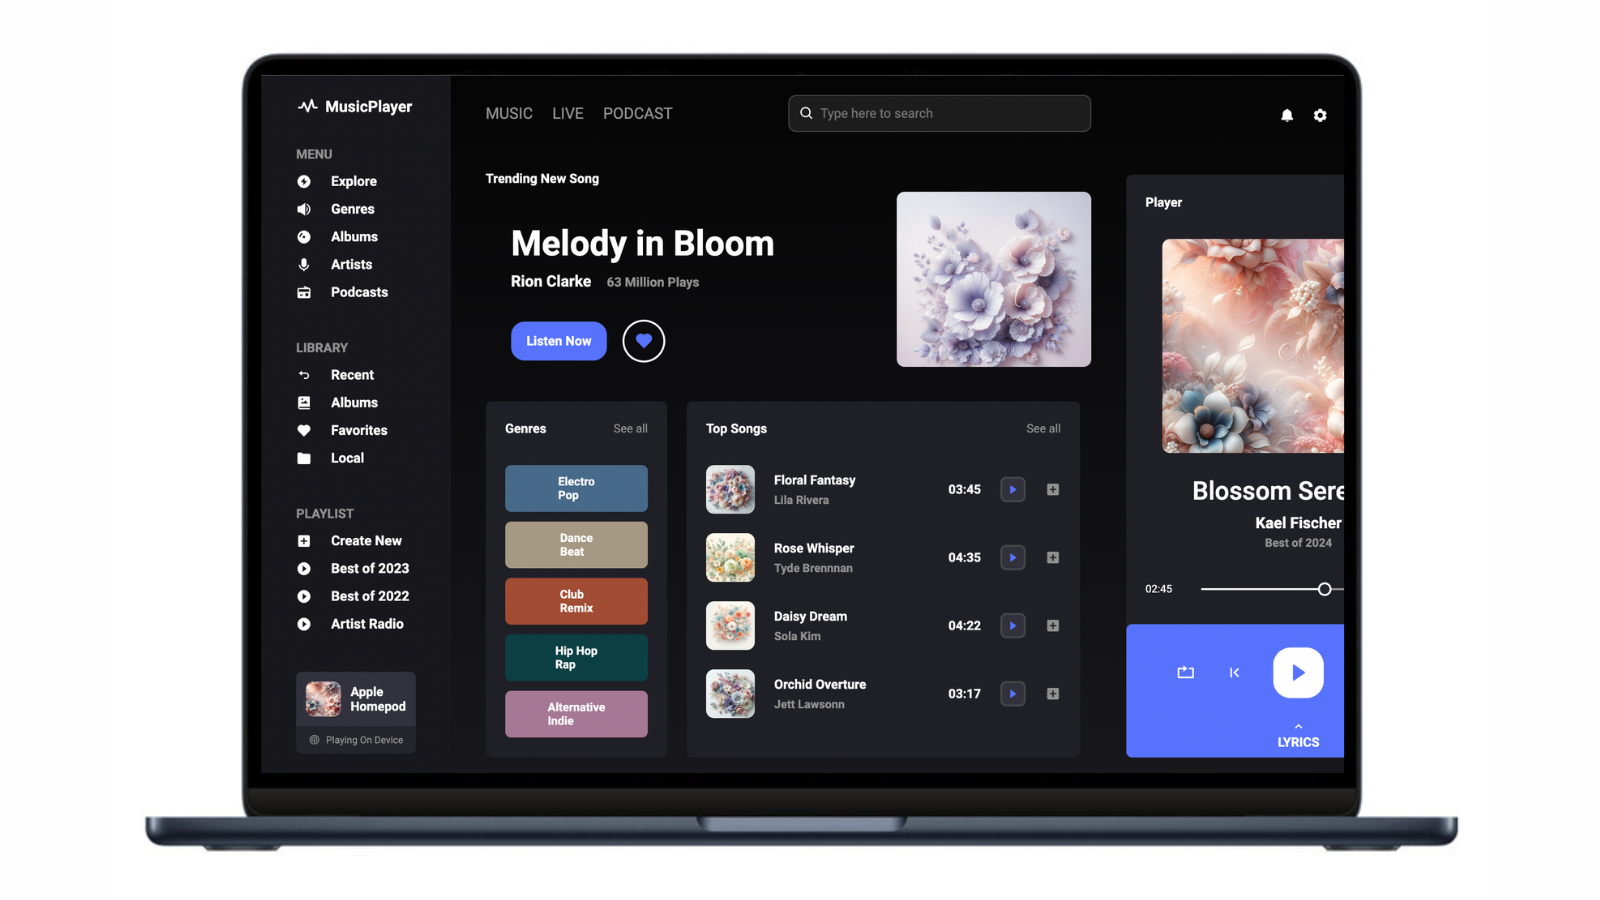 MusicPlayer
MENU
Explore
Genres
Albums
Artists
Podcasts
LIBRARY
Recent
Albums
Favorites
Local
PLAYLIST
Create New
Best of 2023
Best of 2022
Artist Radio
Apple
Homepod
Playing On Device
MUSIC LIVE PODCAST
Type here to search
Trending New Song
Melody in Bloom
Rion Clarke 63 Million Plays
Listen Now
Genres See all
Electro
Pop
Dance
Beat
Club
Remix
Hip Hop
Rap
Alternative
Indie
Top Songs See all
Floral Fantasy
Lila Rivera
03:45
Rose Whisper
Tyde Brennnan
04:35
Daisy Dream
Sola Kim
04:22
Orchid Overture
Jett Lawsonn
03:17
Player
Blossom Sere
Kael Fischer
Best of 2024
02:45
LYRICS